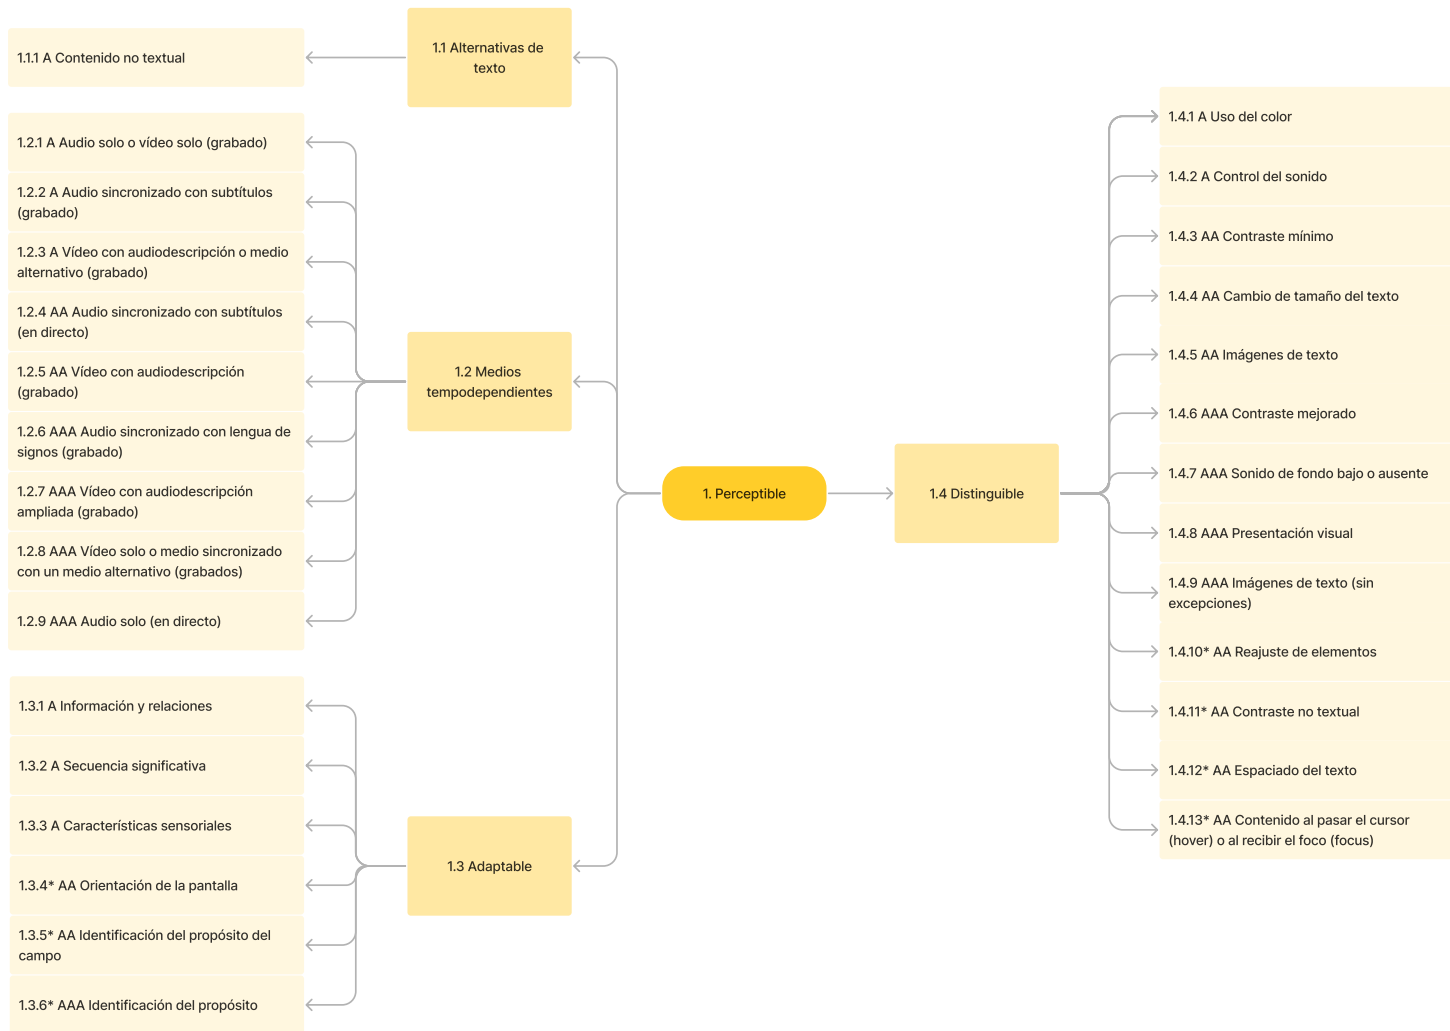 1. Perceptible
1.1 Alternativas de
texto
1.1.1 A Contenido no textual
1.2 Medios
tempodependientes
1.2.1 A Audio solo o vídeo solo (grabado)
1.2.2 A Audio sincronizado con subtítulos
(grabado)
1.2.3 A Vídeo con audiodescripción o medio
alternativo (grabado)
1.2.4 AA Audio sincronizado con subtítulos
(en directo)
1.2.5 AA Vídeo con audiodescripción
(grabado)
1.2.6 AAA Audio sincronizado con lengua de
signos (grabado)
1.2.7 AAA Vídeo con audiodescripción
ampliada (grabado)
1.2.8 AAA Vídeo solo o medio sincronizado
con un medio alternativo (grabados)
1.2.9 AAA Audio solo (en directo)
1.3 Adaptable
1.3.1 A Información y relaciones
1.3.2 A Secuencia significativa
1.3.3 A Características sensoriales
1.3.4* AA Orientación de la pantalla
1.3.5* AA Identificación del propósito del
campo
1.3.6* AAA Identificación del propósito
1.4 Distinguible
1.4.1 A Uso del color
1.4.2 A Control del sonido
1.4.3 AA Contraste mínimo
1.4.4 AA Cambio de tamaño del texto
1.4.5 AA Imágenes de texto
1.4.6 AAA Contraste mejorado
1.4.7 AAA Sonido de fondo bajo o ausente
1.4.8 AAA Presentación visual
1.4.9 AAA Imágenes de texto (sin
excepciones)
1.4.10* AA Reajuste de elementos
1.4.11* AA Contraste no textual
1.4.12* AA Espaciado del texto
1.4.13* AA Contenido al pasar el cursor
(hover) o al recibir el foco (focus)